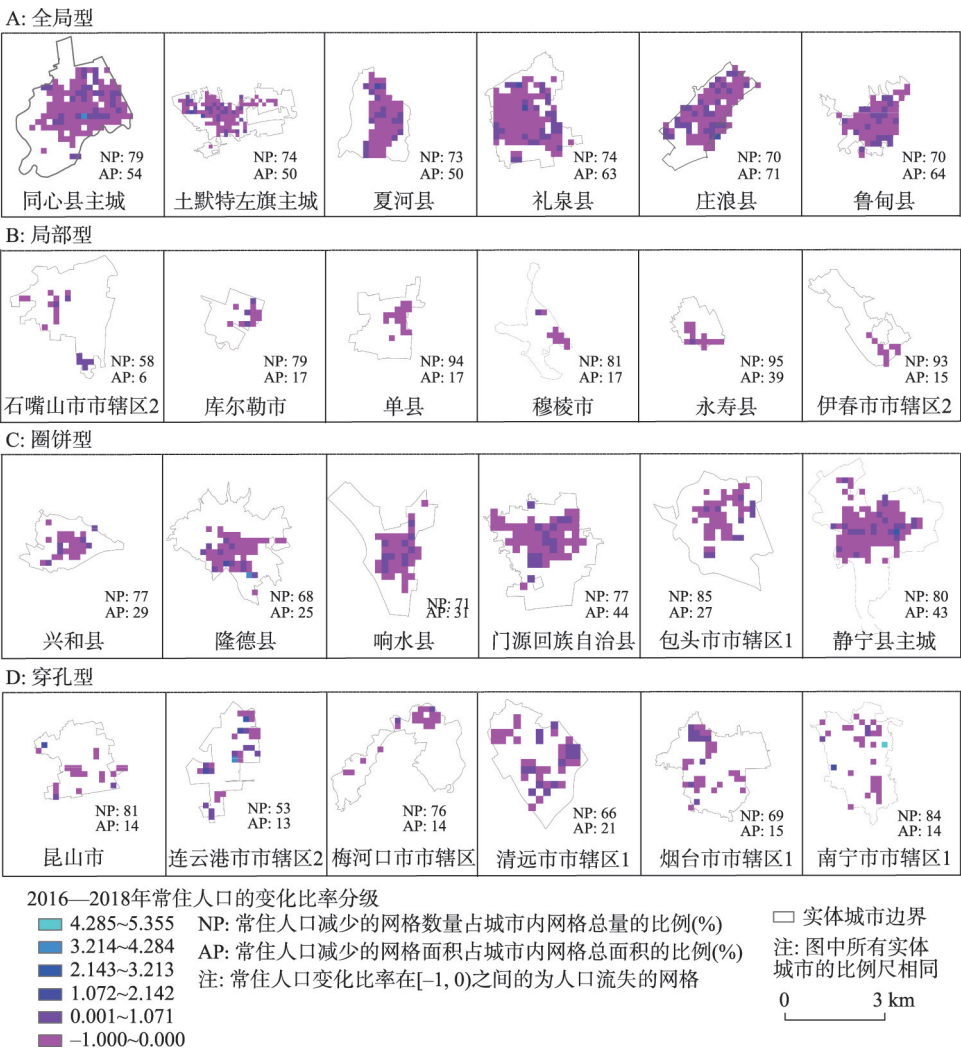 A: 全局型
NP: 79 NP: 74 NP: 73 NP: 74 NP: 70 NP: 70
AP: 54 AP: 50 AP: 50 AP: 63 AP: 71 AP: 64
同心县主城 土默特左旗主城 夏河县 礼泉县 庄浪县 鲁甸县
B: 局部型
NP: 58 NP: 79 NP: 94 NP: 81 NP: 95 NP: 93
AP: 6 AP: 17 AP: 17 AP: 17 AP: 39 AP: 15
石嘴山市市辖区2 库尔勒市 单县 穆棱市 永寿县 伊春市市辖区2
C: 圈饼型
NP: 77 NP: 68 NP: 71 NP: 77 NP: 85 NP: 80
AP: 29 AP: 25 AP: 31 AP: 44 AP: 27 AP: 43
兴和县 隆德县 响水县 门源回族自治县 包头市市辖区1 静宁县主城
D: 穿孔型
NP: 81 NP: 53 NP: 76 NP: 66 NP: 69 NP: 84
AP: 14 AP: 13 AP: 14 AP: 21 AP: 15 AP: 14
昆山市 连云港市市辖区2 梅河口市市辖区 清远市市辖区1 烟台市市辖区1 南宁市市辖区1
2016—2018年常住人口的变化比率分级
4.285~5.355
3.214~4.284
2.143~3.213
1.072~2.142
0.001~1.071
–1.000~0.000
NP: 常住人口减少的网格数量占城市内网格总量的比例(%)
AP: 常住人口减少的网格面积占城市内网格总面积的比例(%)
注: 常住人口变化比率在[–1, 0)之间的为人口流失的网格
实体城市边界
注: 图中所有实体
城市的比例尺相同
0 3 km